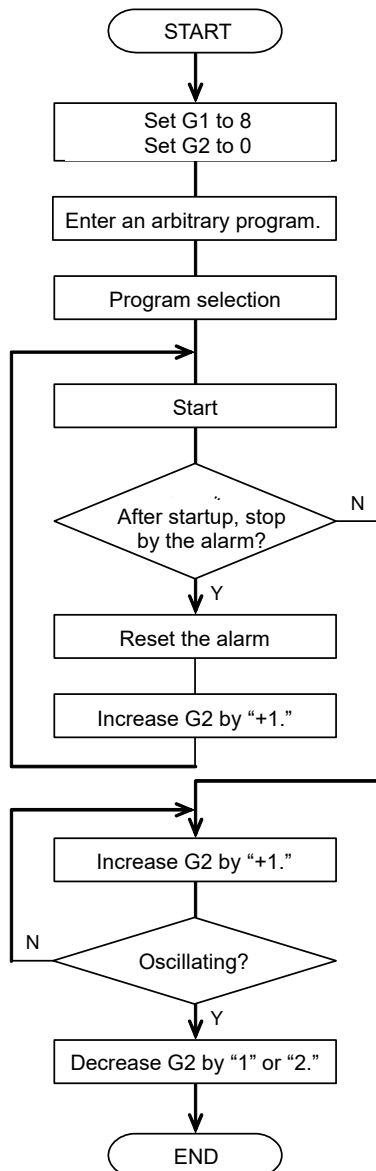 START
Set G1 to 8
Set G2 to 0
Enter an arbitrary program.
Program selection
Start
After startup, stop
by the alarm?
N
Y
Reset the alarm
Increase G2 by “+1.”
Increase G2 by “+1.”
N
Oscillating?
Y
Decrease G2 by “1” or “2.”
END